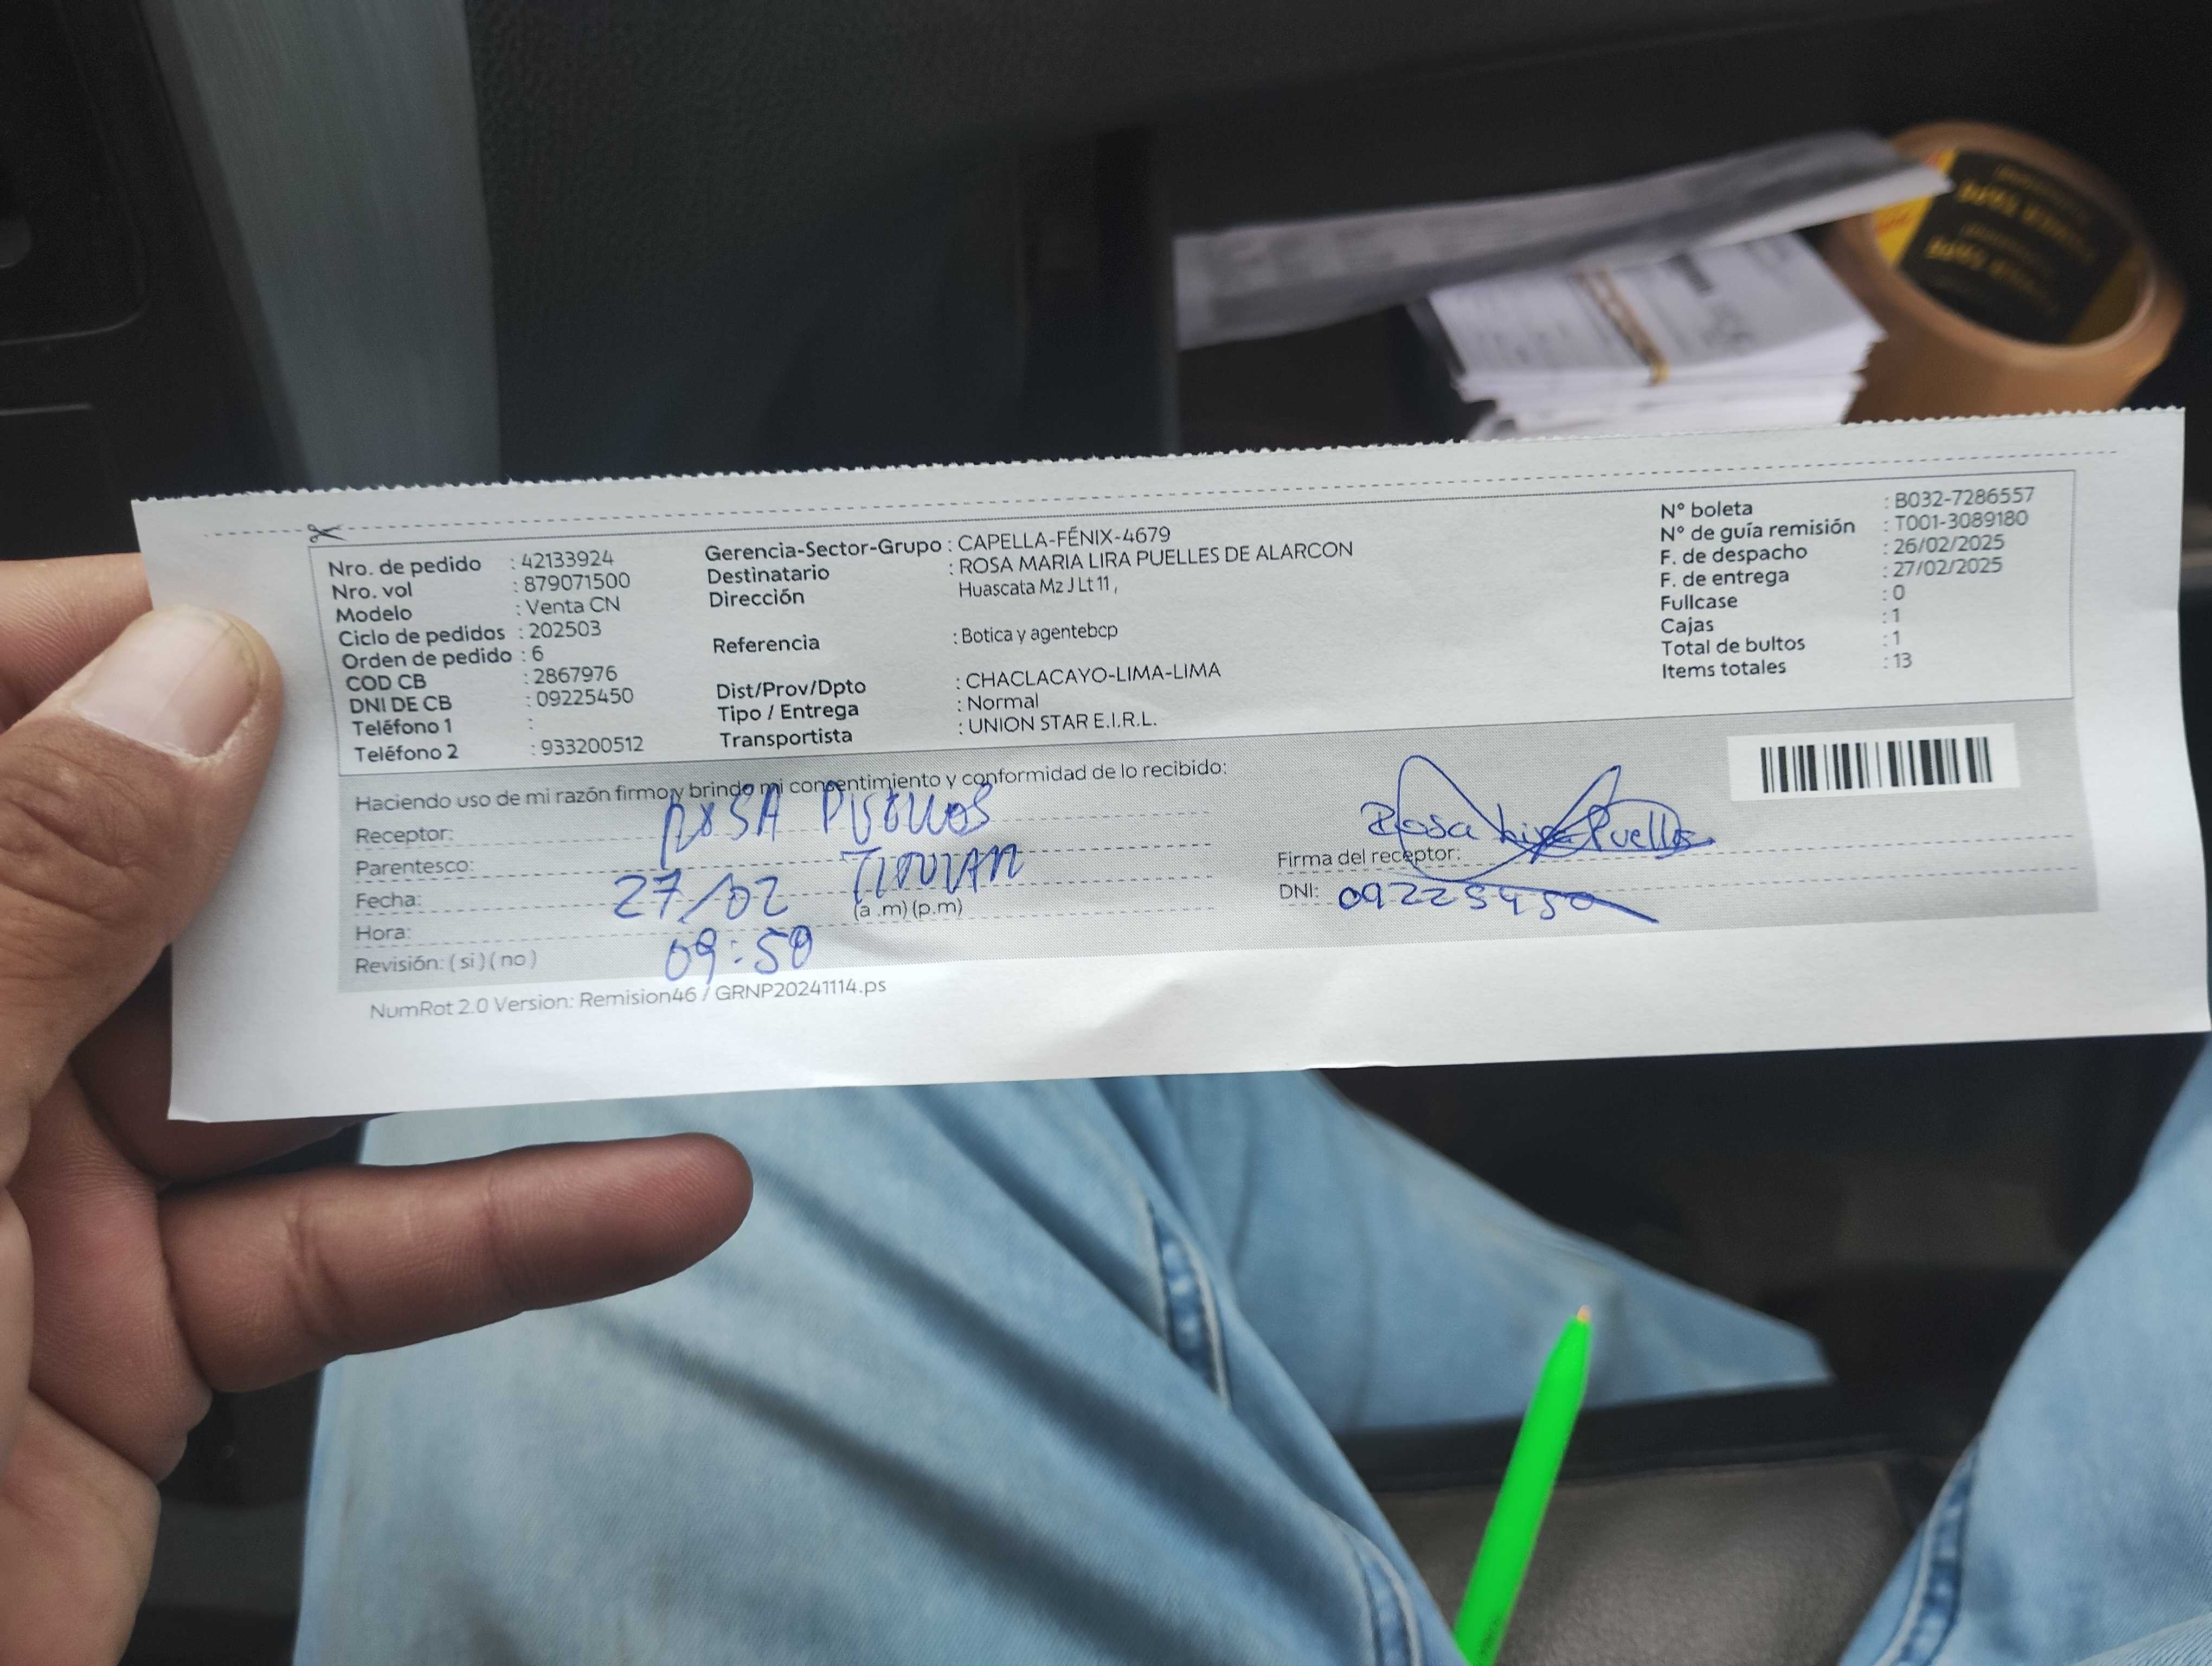 Nro. de pedido : 42133924
Nro. vol : 879071500
Modelo : Venta CN
Ciclo de pedidos : 202503
Orden de pedido : 6
COD CB : 2867976
DNI DE CB : 09225450
Teléfono 1 :
Teléfono 2 : 933200512
Gerencia-Sector-Grupo : CAPELLA-FÉNIX-4679
Destinatario : ROSA MARIA LIRA PUELLES DE ALARCON
Dirección Huascata Mz J Lt 11 ,
Referencia : Botica y agentebcp
Dist/Prov/Dpto : CHACLACAYO-LIMA-LIMA
Tipo / Entrega : Normal
Transportista : UNION STAR E.I.R.L.
N° boleta : B032-7286557
N° de guía remisión : T001-3089180
F. de despacho : 26/02/2025
F. de entrega : 27/02/2025
Fullcase : 0
Cajas : 1
Total de bultos : 1
Items totales : 13
Haciendo uso de mi razón firmo y brindo mi consentimiento y conformidad de lo recibido:
Receptor: ROSA
Parentesco:
Fecha: 27/02 (a .m) (p.m)
Hora: 09:50
Revisión: ( si ) ( no )
Rosa Lira Puelles
Firma del receptor:
DNI: 09225450
NumRot 2.0 Version: Remision46 / GRNP20241114.ps